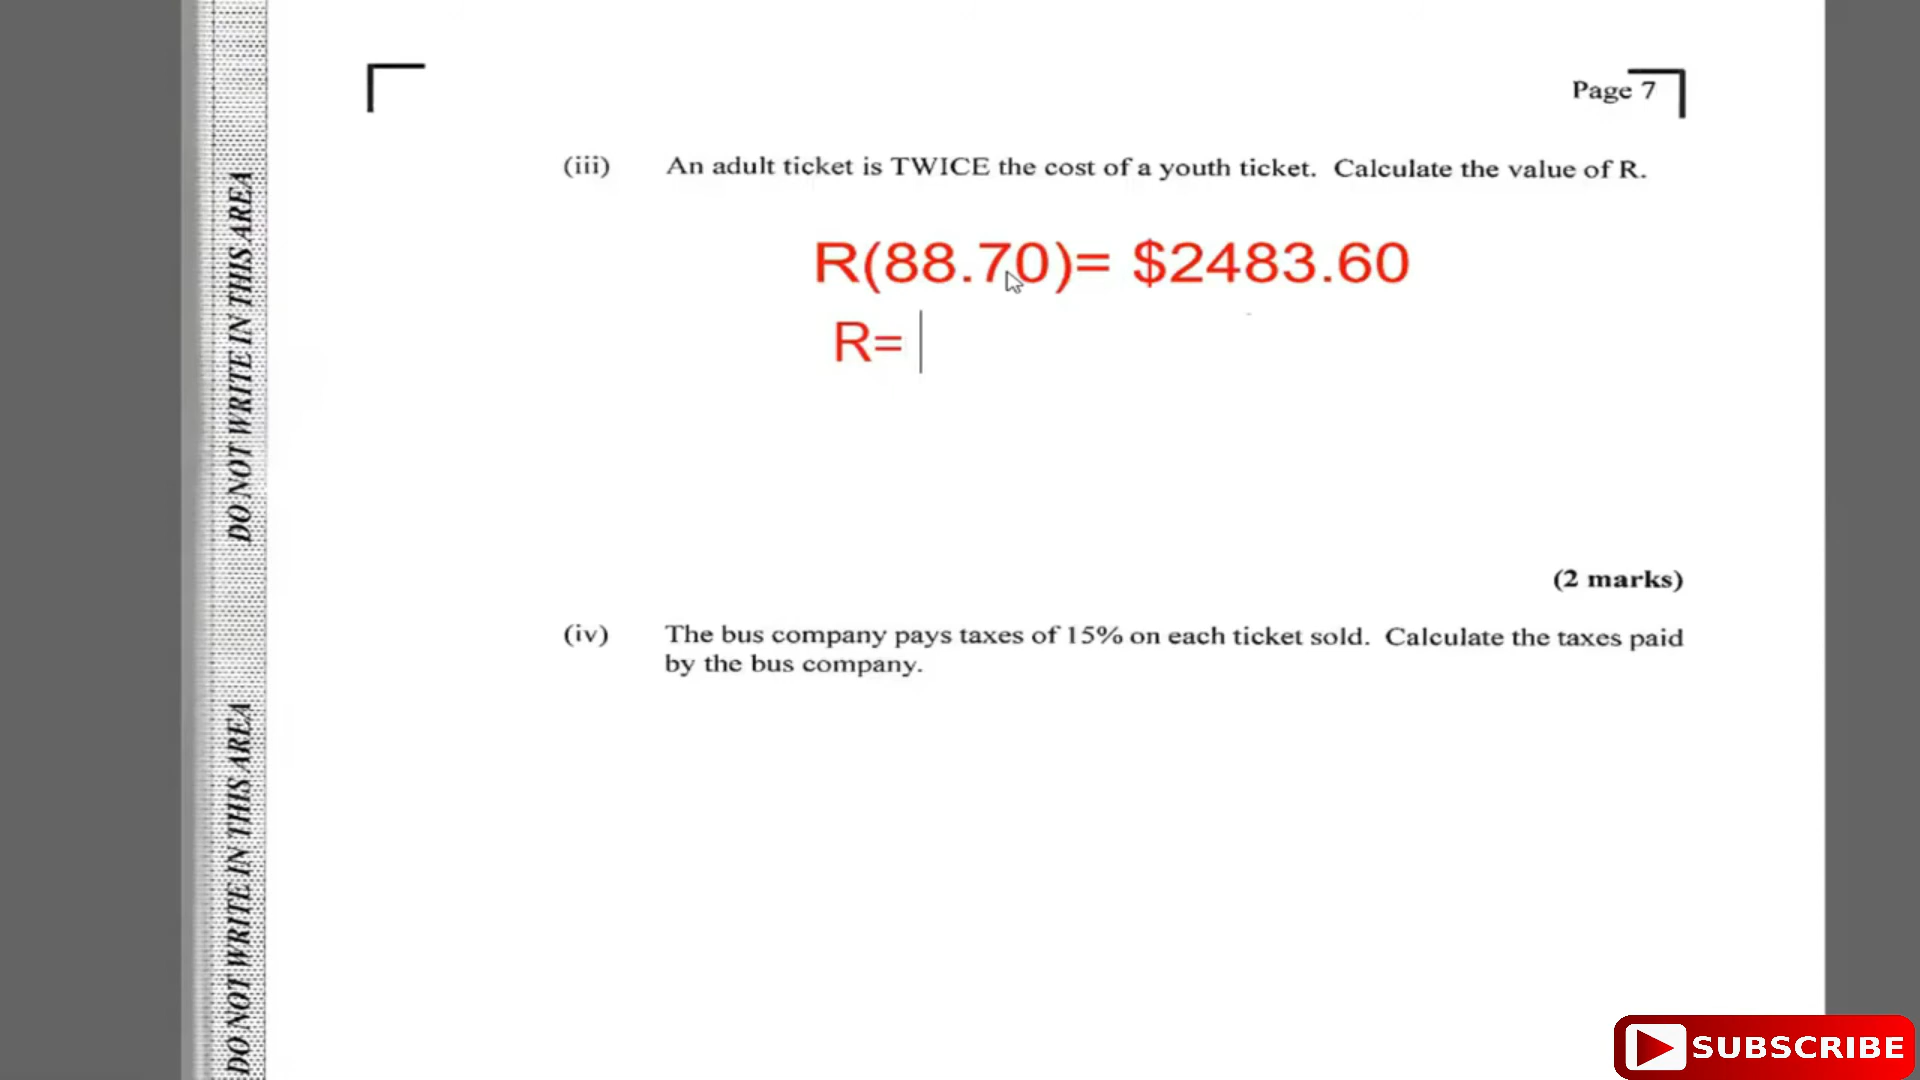 Page 7
(iii) An adult ticket is TWICE the cost of a youth ticket. Calculate the value of R.
R(88.70)= $2483.60
R=
(2 marks)
(iv) The bus company pays taxes of 15% on each ticket sold. Calculate the taxes paid
by the bus company.
DO NOT WRITE IN THIS AREA
DO NOT WRITE IN THIS AREA
SUBSCRIBE